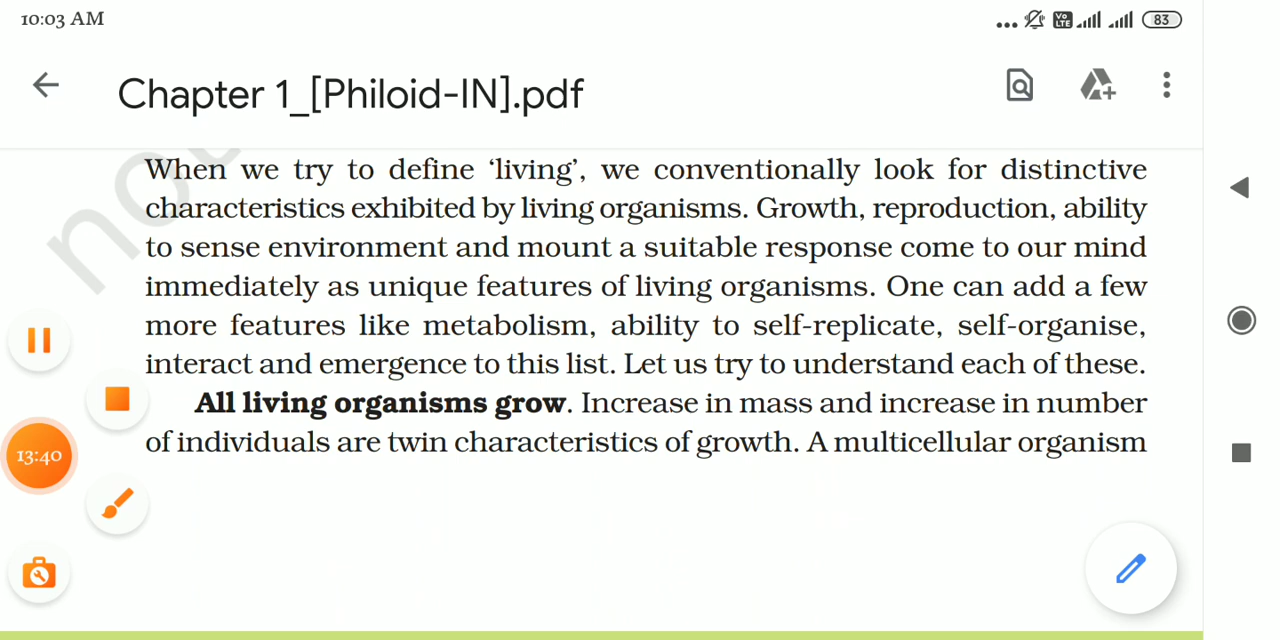 10:03 AM
Vo LTE
83
Chapter 1_[Philoid-IN].pdf
not
When we try to define ‘living’, we conventionally look for distinctive
characteristics exhibited by living organisms. Growth, reproduction, ability
to sense environment and mount a suitable response come to our mind
immediately as unique features of living organisms. One can add a few
more features like metabolism, ability to self-replicate, self-organise,
interact and emergence to this list. Let us try to understand each of these.
All living organisms grow. Increase in mass and increase in number
of individuals are twin characteristics of growth. A multicellular organism
13:40